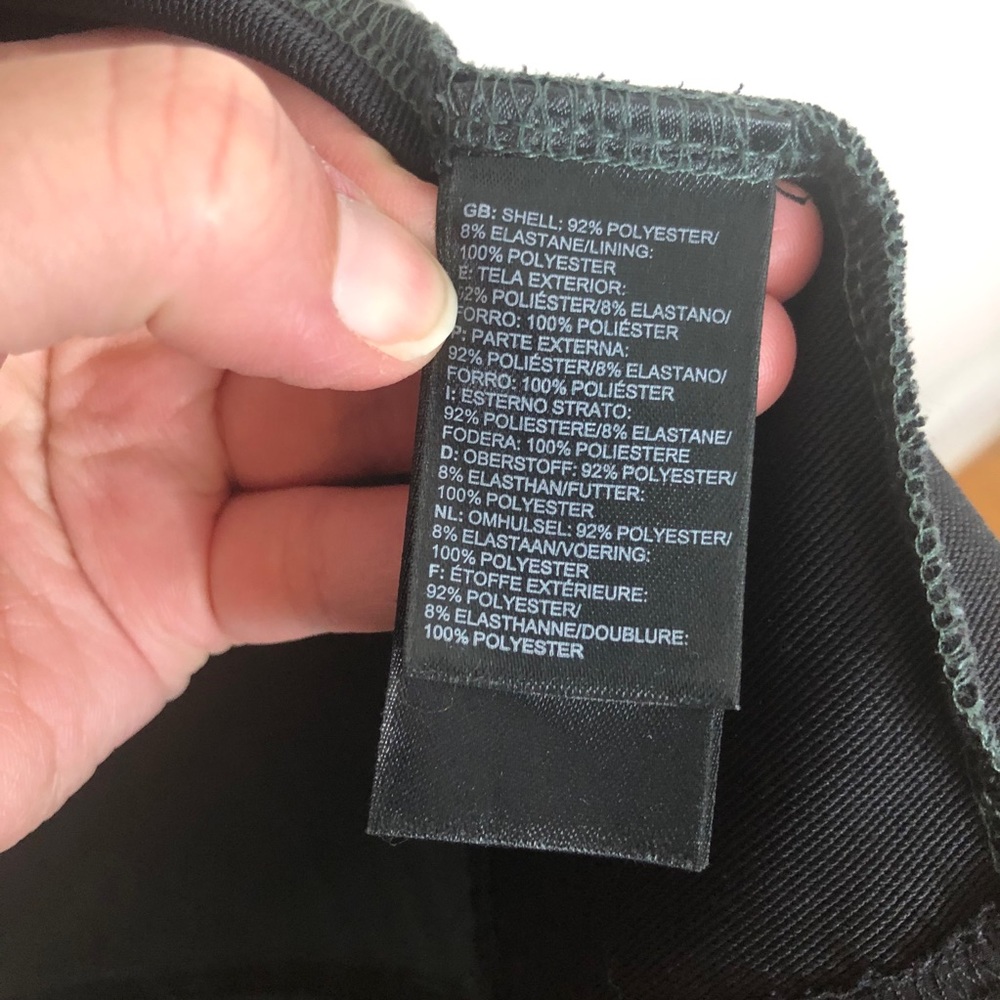 GB: SHELL: 92% POLYESTER/
8% ELASTANE/LINING:
100% POLYESTER
E: TELA EXTERIOR:
92% POLIÉSTER/8% ELASTANO/
FORRO: 100% POLIÉSTER
P: PARTE EXTERNA:
92% POLIÉSTER/8% ELASTANO/
FORRO: 100% POLIÉSTER
I: ESTERNO STRATO:
92% POLIESTERE/8% ELASTANE/
FODERA: 100% POLIESTERE
D: OBERSTOFF: 92% POLYESTER/
8% ELASTHAN/FUTTER:
100% POLYESTER
NL: OMHULSEL: 92% POLYESTER/
8% ELASTAAN/VOERING:
100% POLYESTER
F: ÉTOFFE EXTÉRIEURE:
92% POLYESTER/
8% ELASTHANNE/DOUBLURE:
100% POLYESTER